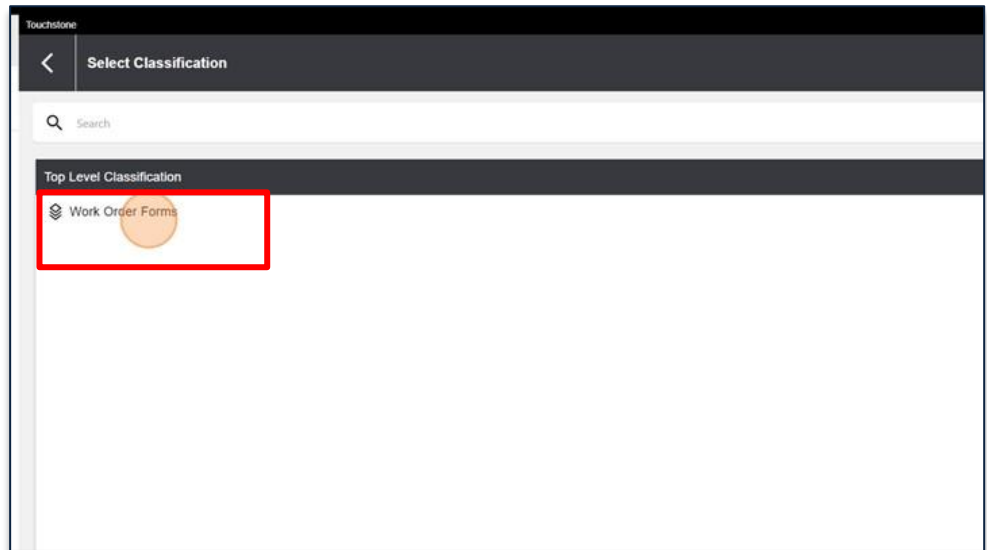 Touchstone
Select Classification
Search
Top Level Classification
Work Order Forms